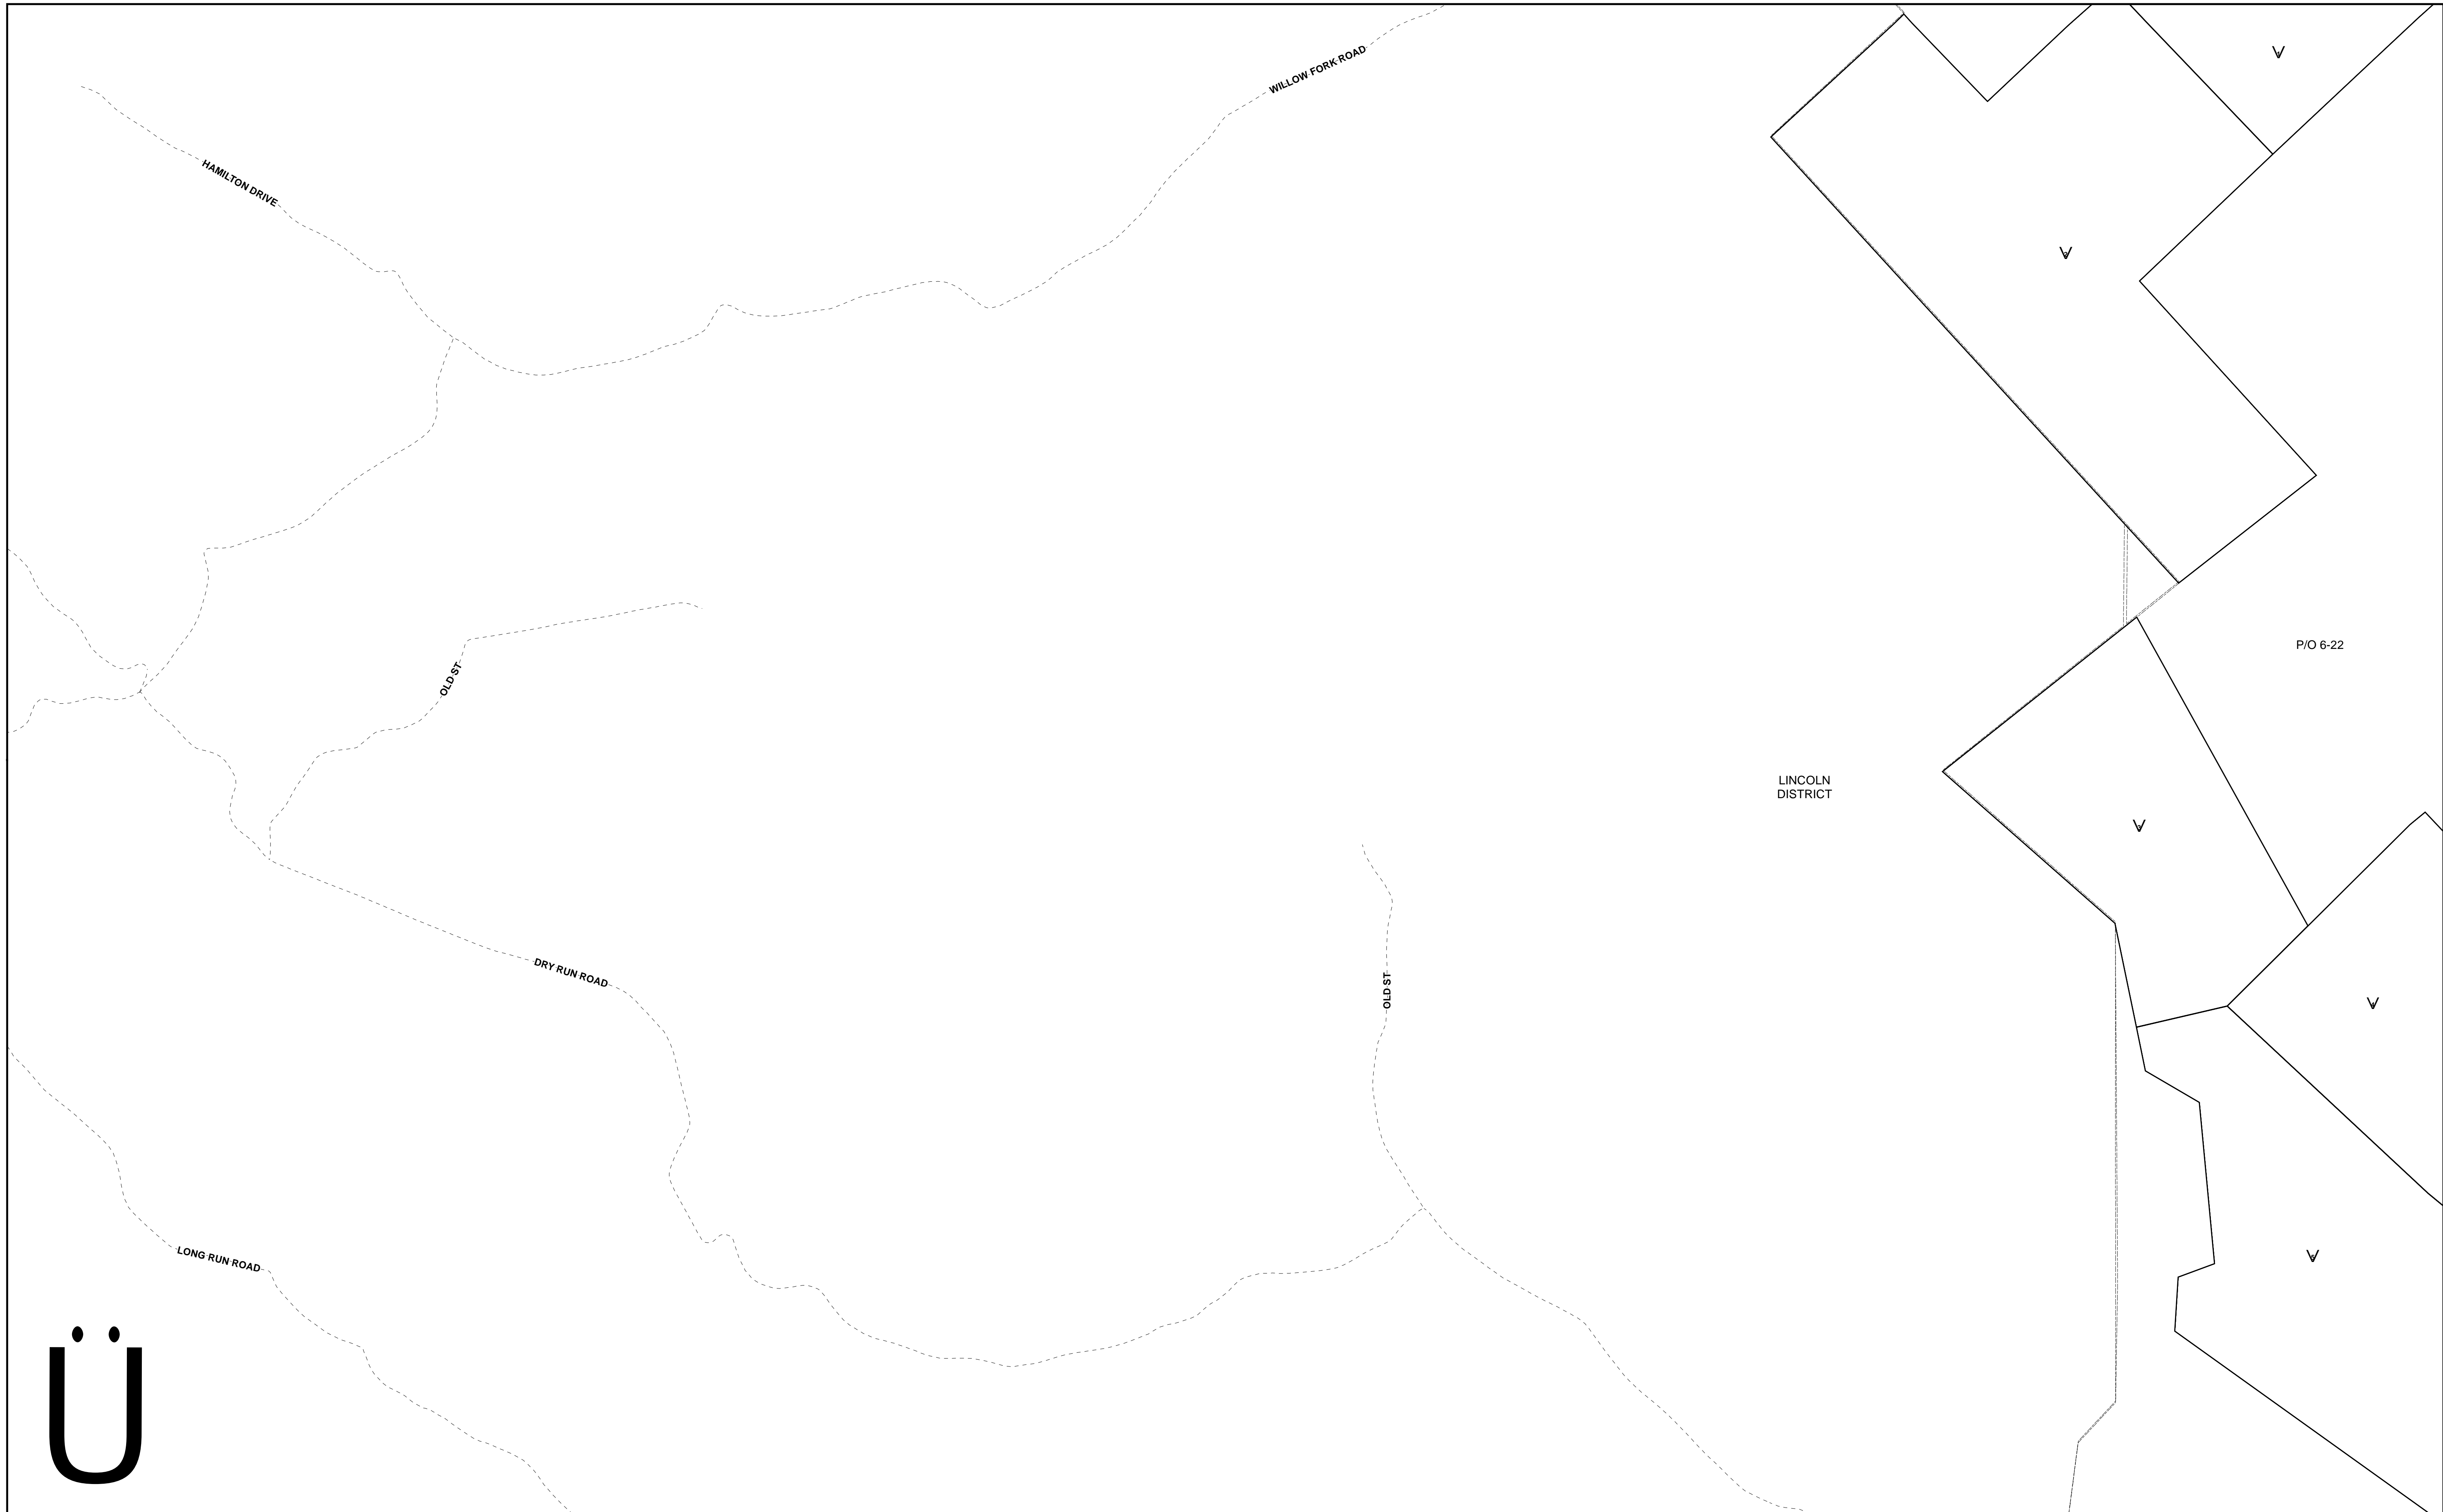 WILLOW FORK ROAD
HAMILTON DRIVE
P/O 6-22
OLD ST
LINCOLN
DISTRICT
DRY RUN ROAD
OLD ST
LONG RUN ROAD
Ü